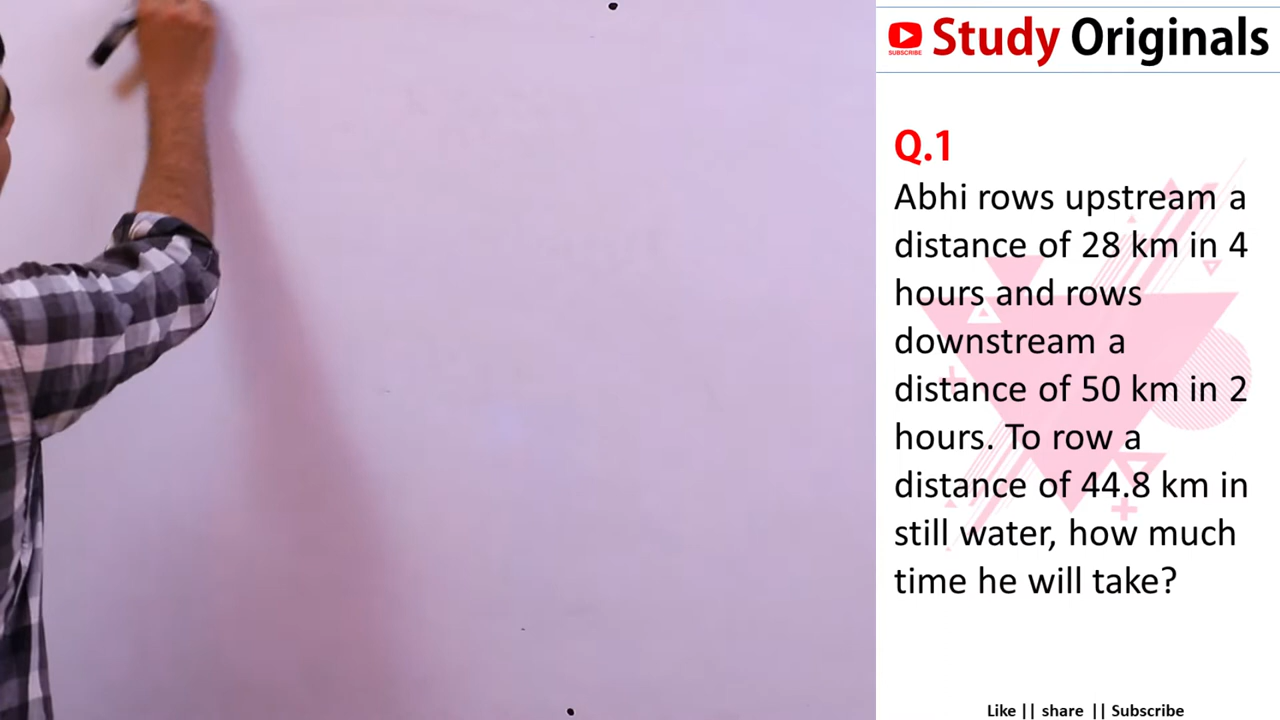 SUBSCRIBE
Study Originals
Q.1
Abhi rows upstream a
distance of 28 km in 4
hours and rows
downstream a
distance of 50 km in 2
hours. To row a
distance of 44.8 km in
still water, how much
time he will take?
Like || share || Subscribe